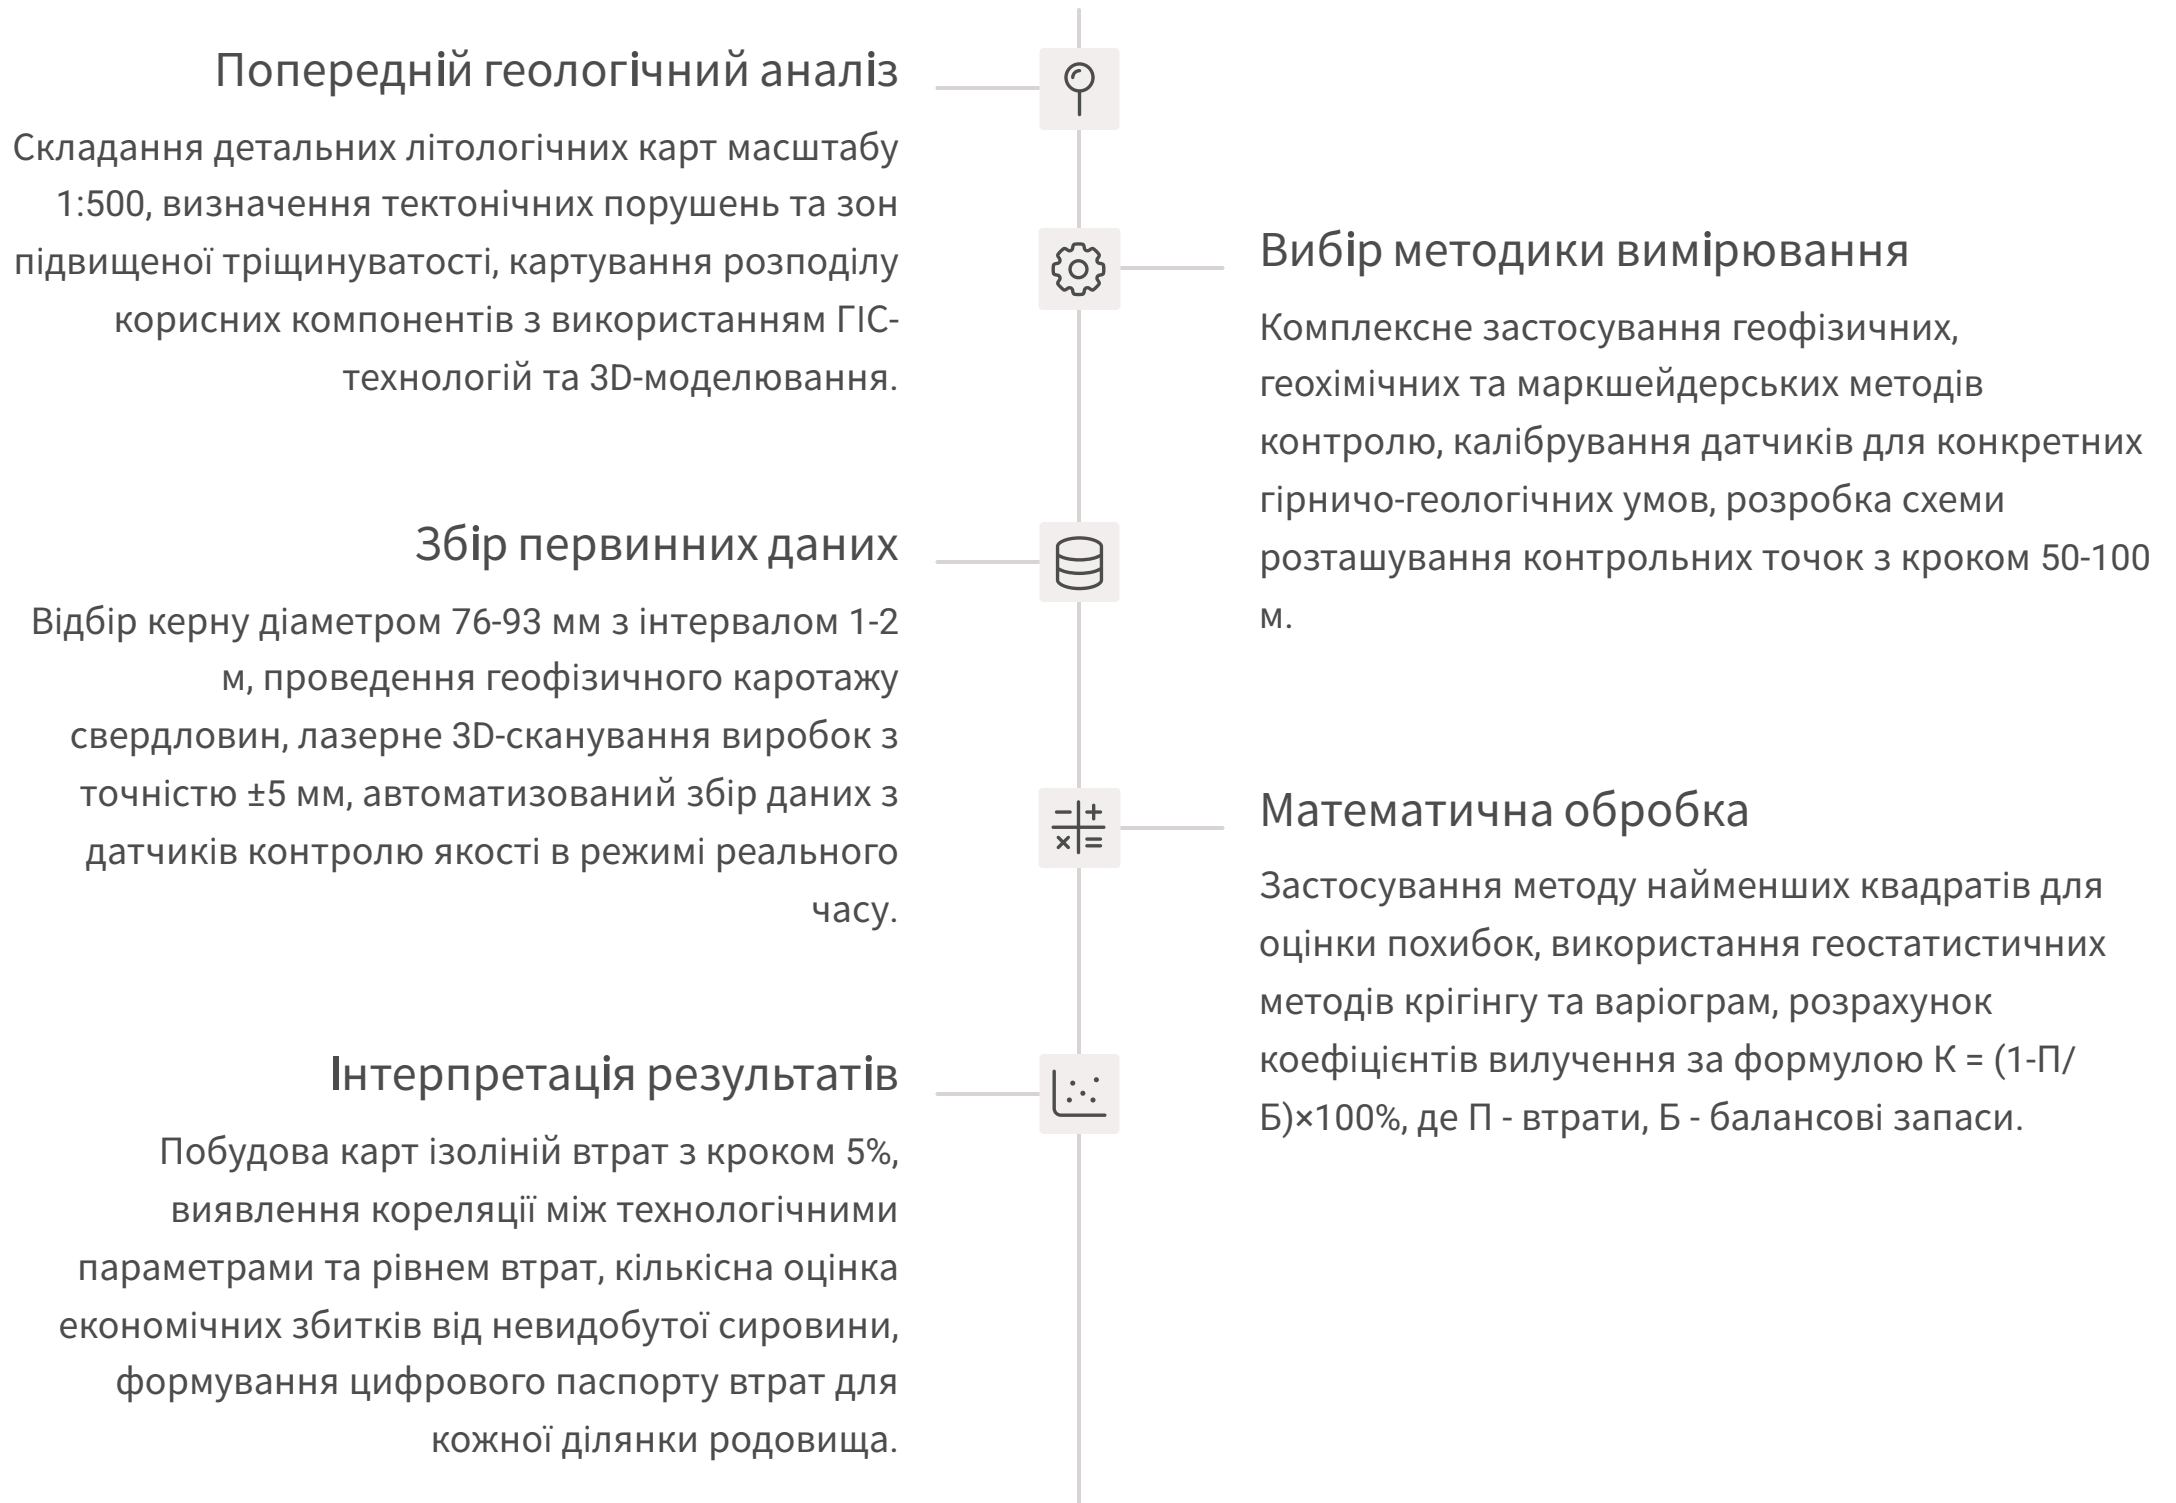 Попередній геологічний аналіз
Складання детальних літологічних карт масштабу
1:500, визначення тектонічних порушень та зон
підвищеної тріщинуватості, картування розподілу
корисних компонентів з використанням ГІС-
технологій та 3D-моделювання.
Вибір методики вимірювання
Комплексне застосування геофізичних,
геохімічних та маркшейдерських методів
контролю, калібрування датчиків для конкретних
гірничо-геологічних умов, розробка схеми
розташування контрольних точок з кроком 50-100
м.
Збір первинних даних
Відбір керну діаметром 76-93 мм з інтервалом 1-2
м, проведення геофізичного каротажу
свердловин, лазерне 3D-сканування виробок з
точністю ±5 мм, автоматизований збір даних з
датчиків контролю якості в режимі реального
часу.
Математична обробка
Застосування методу найменших квадратів для
оцінки похибок, використання геостатистичних
методів крігінгу та варіограм, розрахунок
коефіцієнтів вилучення за формулою К = (1-П/
Б)×100%, де П - втрати, Б - балансові запаси.
Інтерпретація результатів
Побудова карт ізоліній втрат з кроком 5%,
виявлення кореляції між технологічними
параметрами та рівнем втрат, кількісна оцінка
економічних збитків від невидобутої сировини,
формування цифрового паспорту втрат для
кожної ділянки родовища.